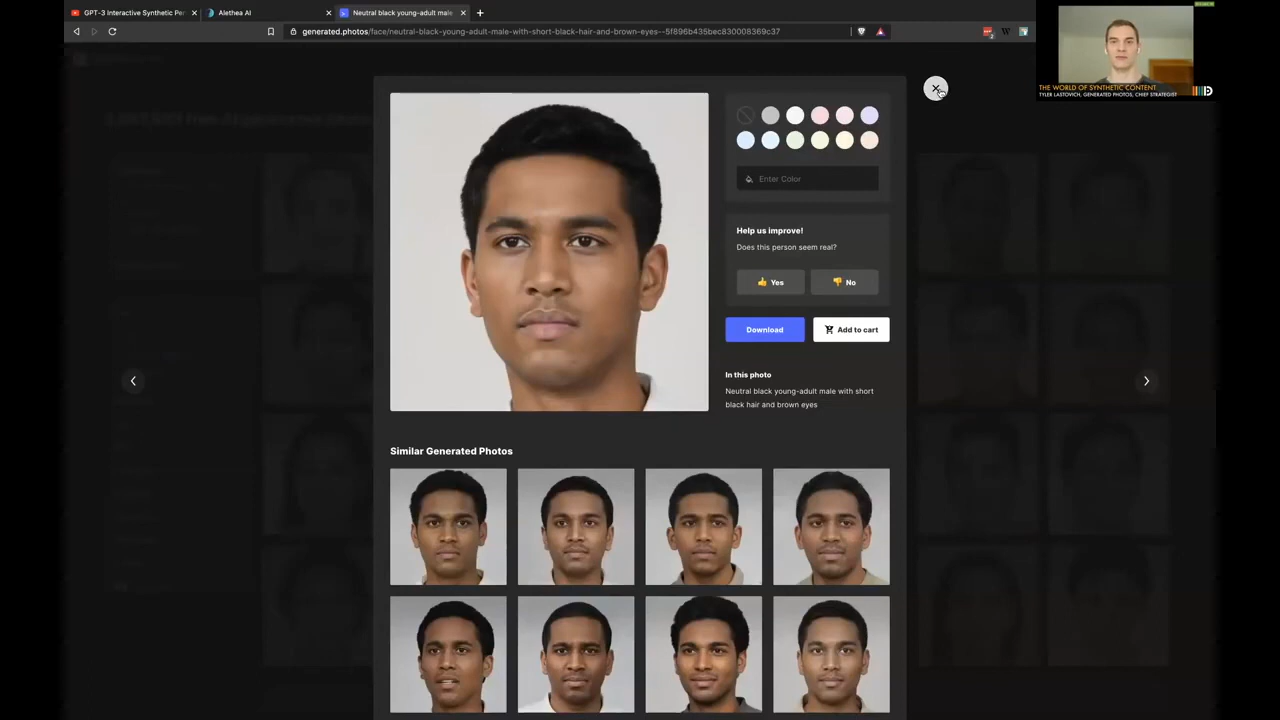 GPT-3 Interactive Synthetic Per
Alethea AI
Neutral black young-adult male
generated.photos/face/neutral-black-young-adult-male-with-short-black-hair-and-brown-eyes--5f896b435bec830008369c37
THE WORLD OF SYNTHETIC CONTENT
TYLER LASTOVICH, GENERATED PHOTOS, CHIEF STRATEGIST
Enter Color
Help us improve!
Does this person seem real?
👍 Yes
👎 No
Download
Add to cart
In this photo
Neutral black young-adult male with short
black hair and brown eyes
Similar Generated Photos